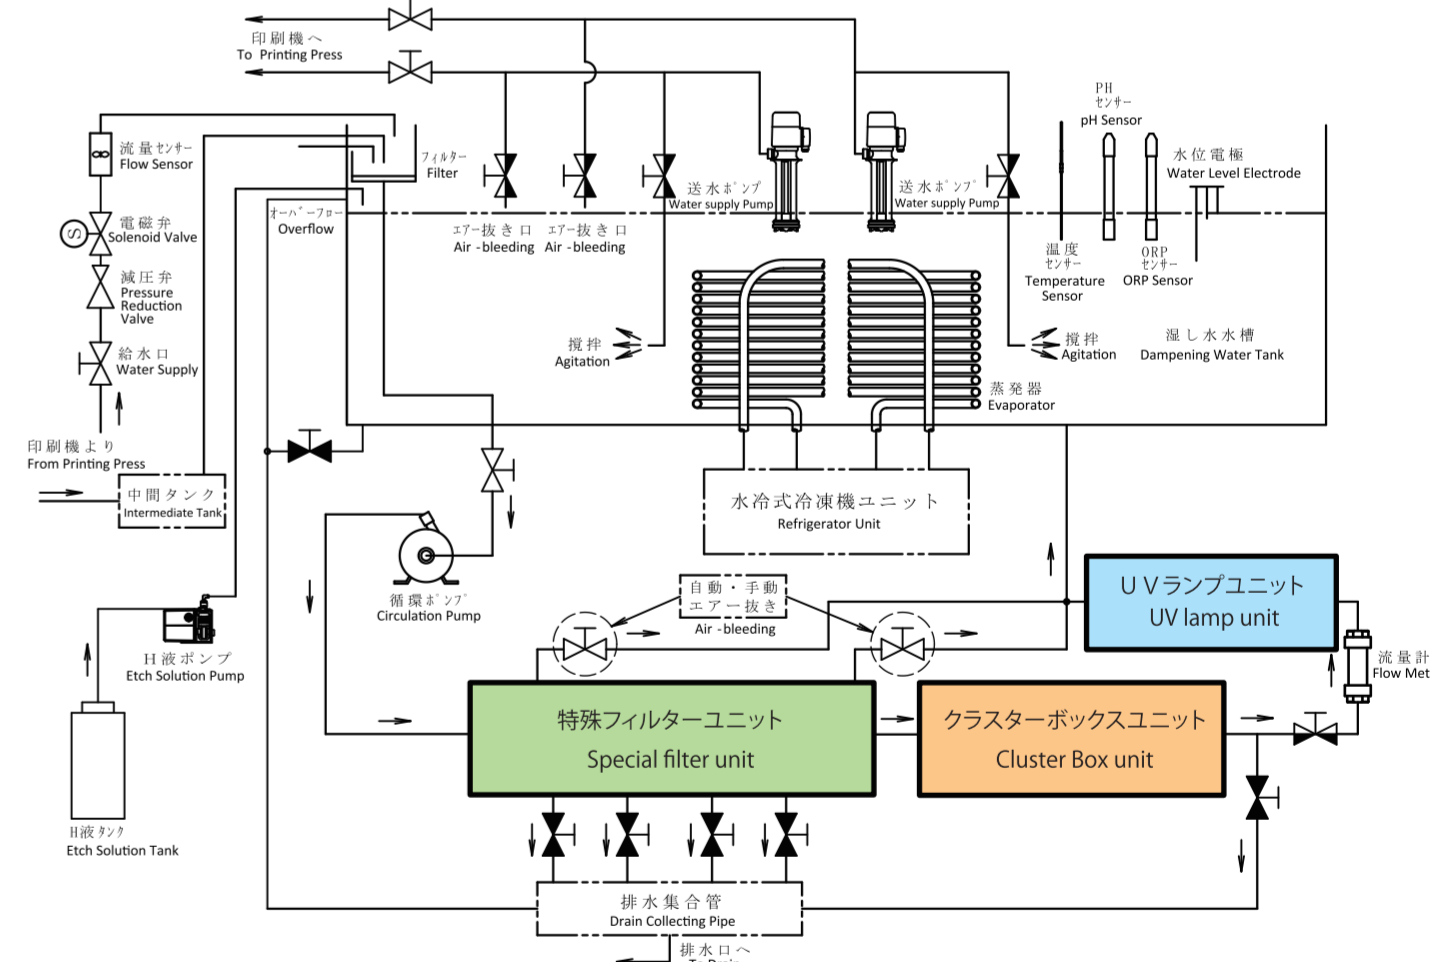 印刷機へ
To Printing Press
流量センサー
Flow Sensor
フィルター
Filter
PH
センサー
pH Sensor
水位電極
Water Level Electrode
送水ポンプ
Water supply Pump
送水ポンプ
Water supply Pump
オーバーフロー
Overflow
エアー抜き口
Air -bleeding
エアー抜き口
Air -bleeding
S
電磁弁
Solenoid Valve
減圧弁
Pressure
Reduction
Valve
温度
センサー
Temperature
Sensor
ORP
センサー
ORP Sensor
給水口
Water Supply
撹拌
Agitation
撹拌
Agitation
湿し水水槽
Dampening Water Tank
蒸発器
Evaporator
印刷機より
From Printing Press
中間タンク
Intermediate Tank
水冷式冷凍機ユニット
Refrigerator Unit
循環ポンプ
Circulation Pump
自動・手動
エアー抜き
Air -bleeding
UVランプユニット
UV lamp unit
H液ポンプ
Etch Solution Pump
流量計
Flow Met
特殊フィルターユニット
Special filter unit
クラスターボックスユニット
Cluster Box unit
H液タンク
Etch Solution Tank
排水集合管
Drain Collecting Pipe
排水口へ
To Drain